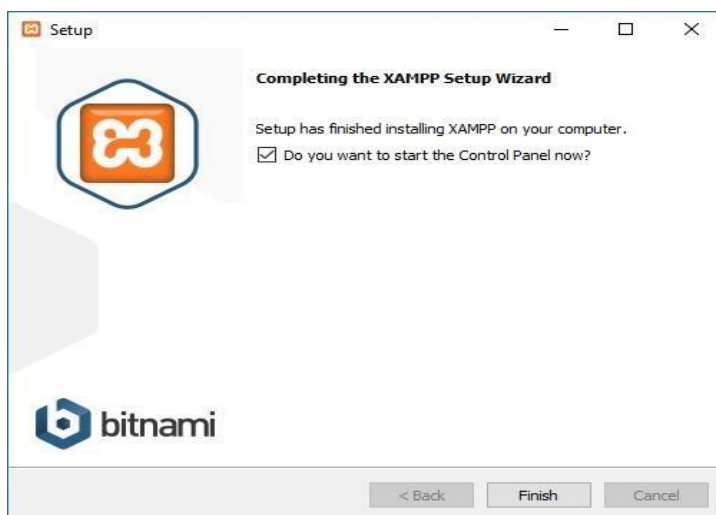 Setup
Completing the XAMPP Setup Wizard
Setup has finished installing XAMPP on your computer.
Do you want to start the Control Panel now?
bitnami
< Back
Finish
Cancel